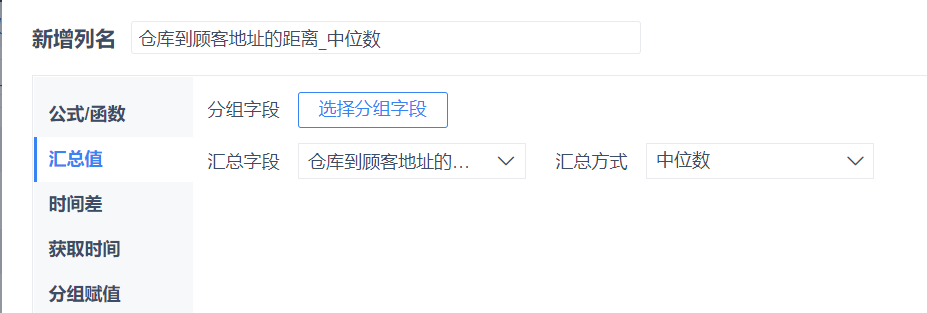 新增列名 仓库到顾客地址的距离_中位数
公式/函数
汇总值
时间差
获取时间
分组赋值
分组字段 选择分组字段
汇总字段 仓库到顾客地址的... 汇总方式 中位数